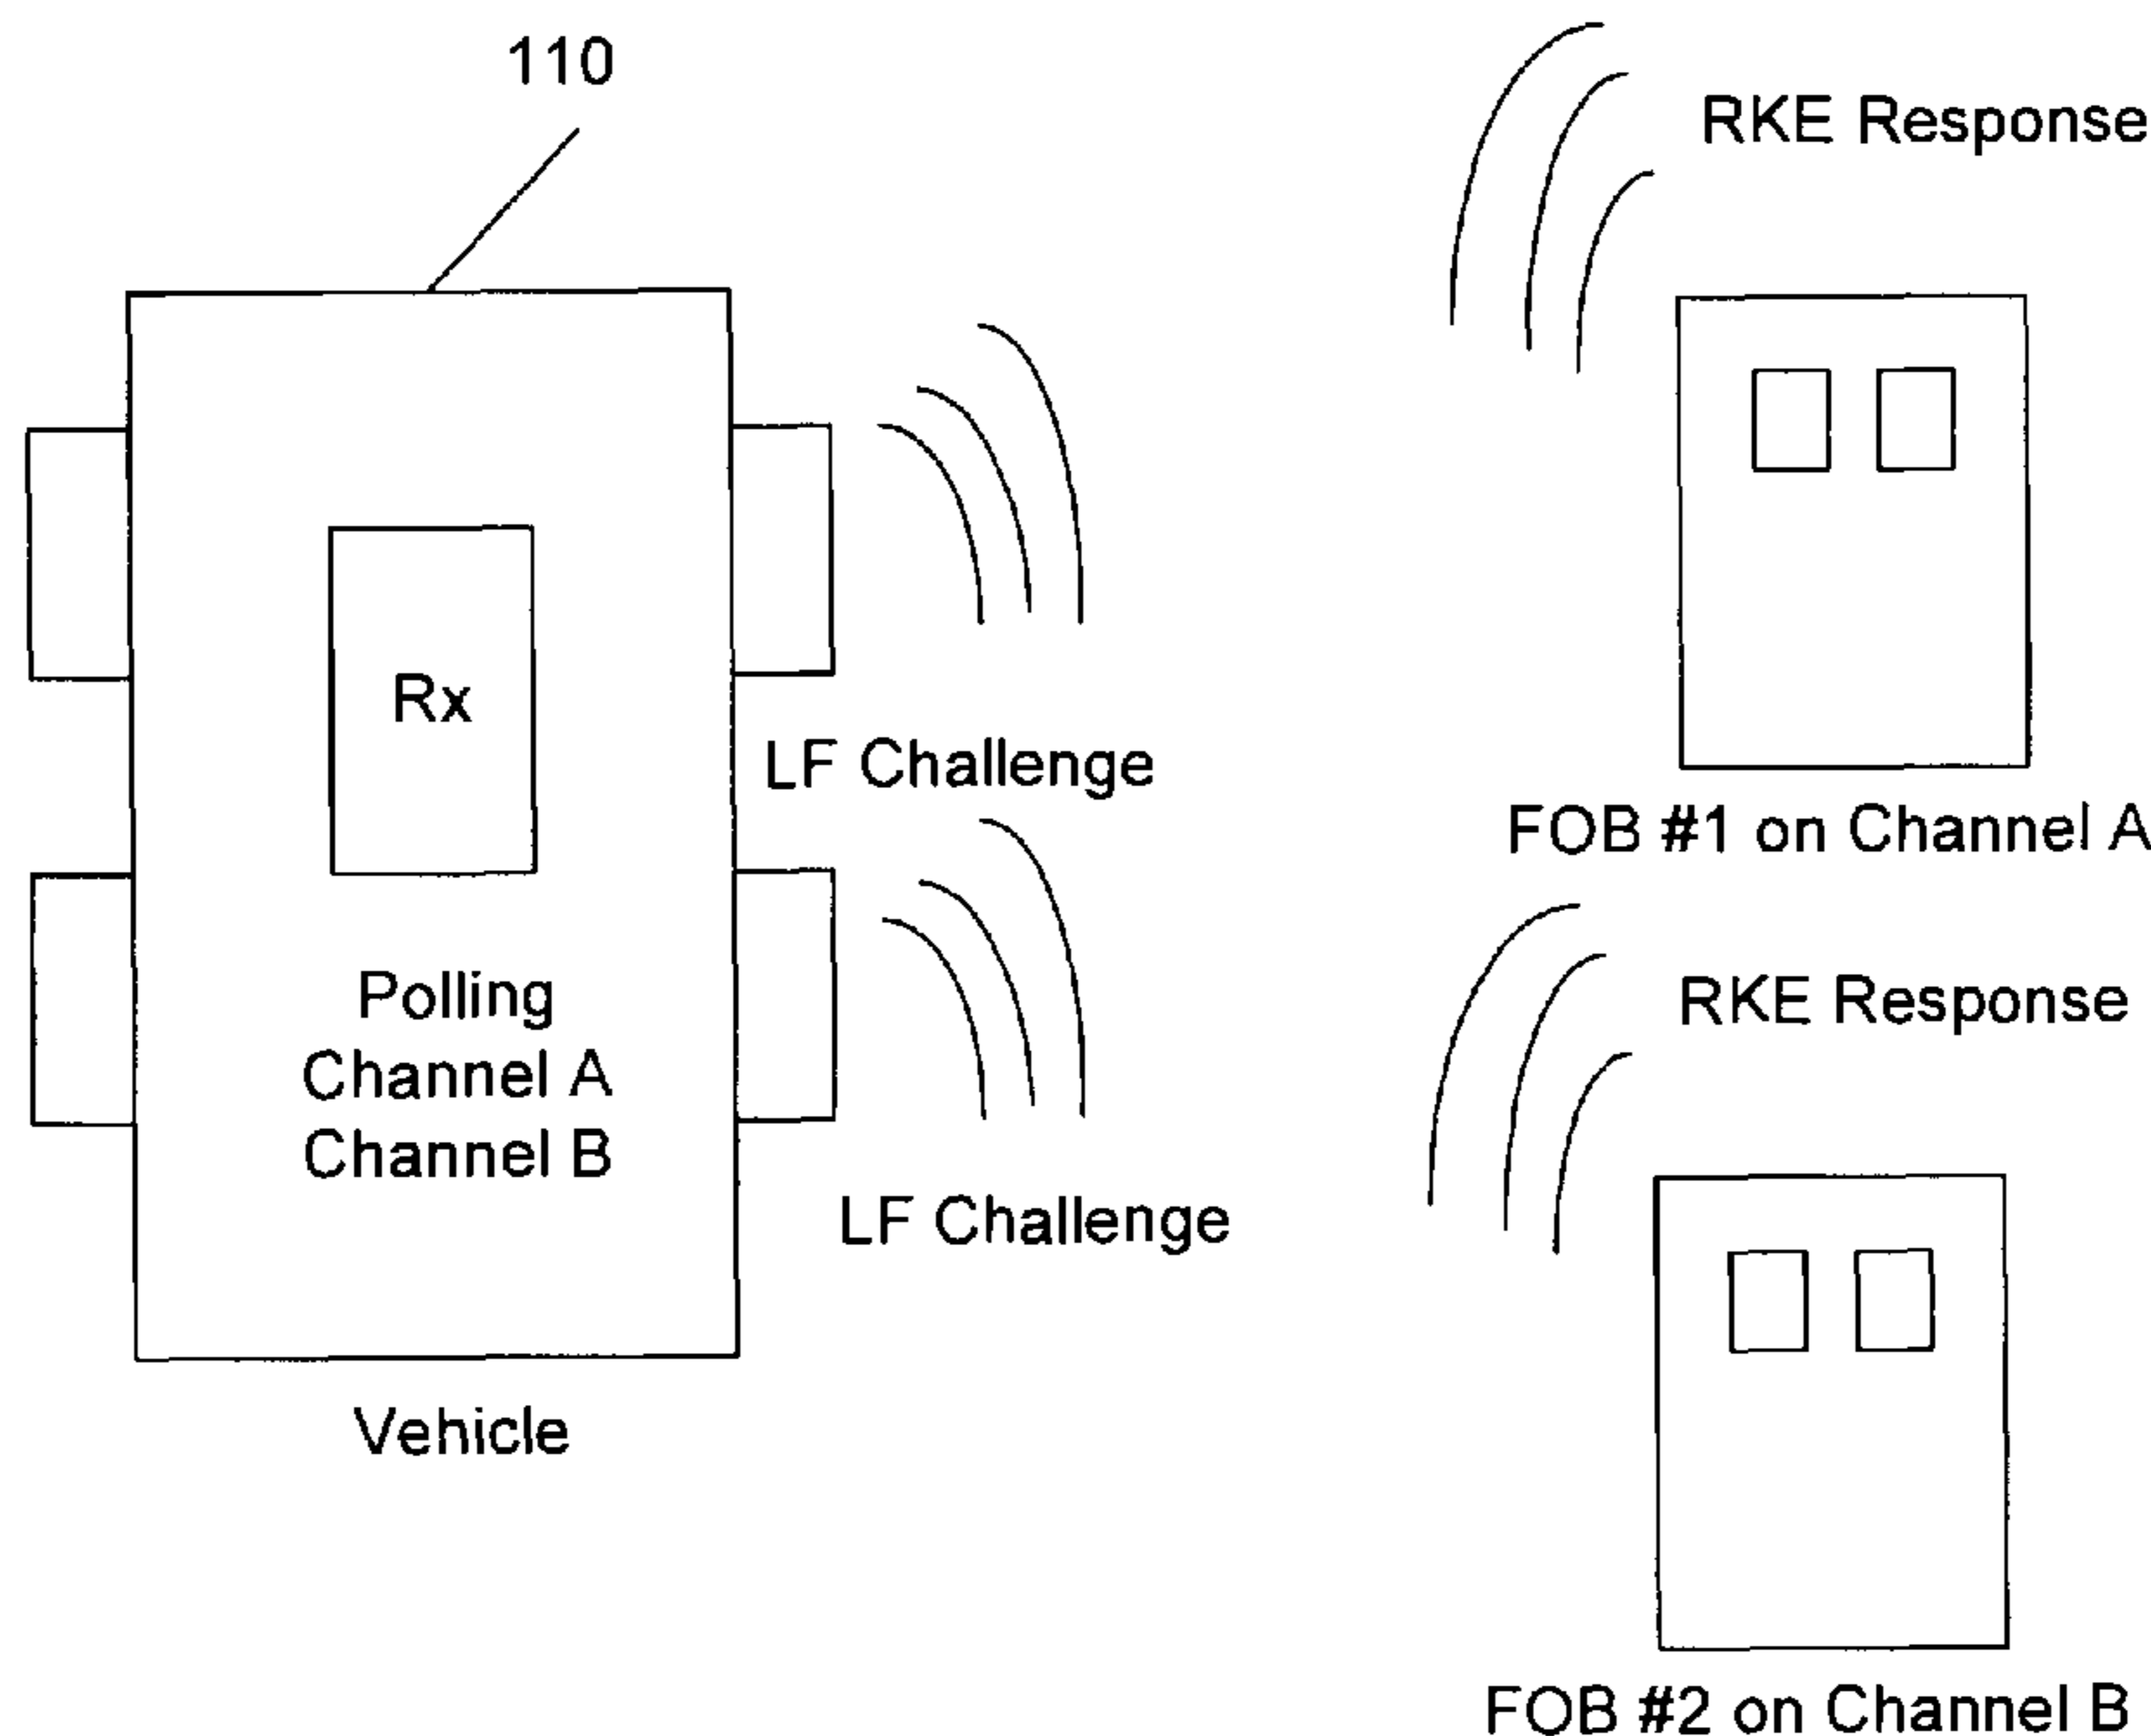 110
RKE Response
Rx
LF Challenge
FOB #1 on Channel A
Polling
Channel A
Channel B
RKE Response
LF Challenge
Vehicle
FOB #2 on Channel B